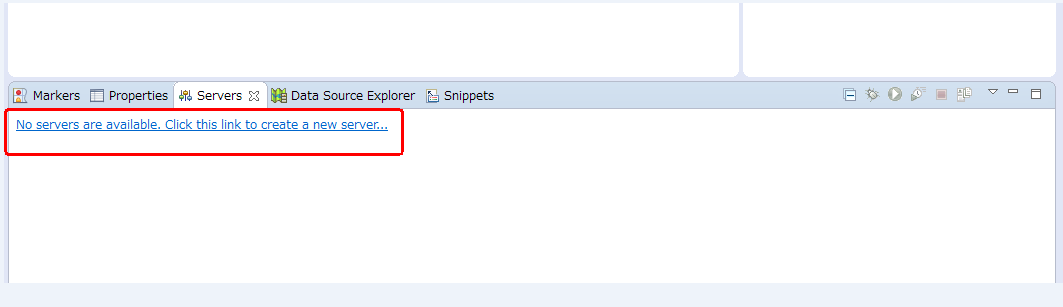 Markers Properties Servers Data Source Explorer Snippets
No servers are available. Click this link to create a new server...